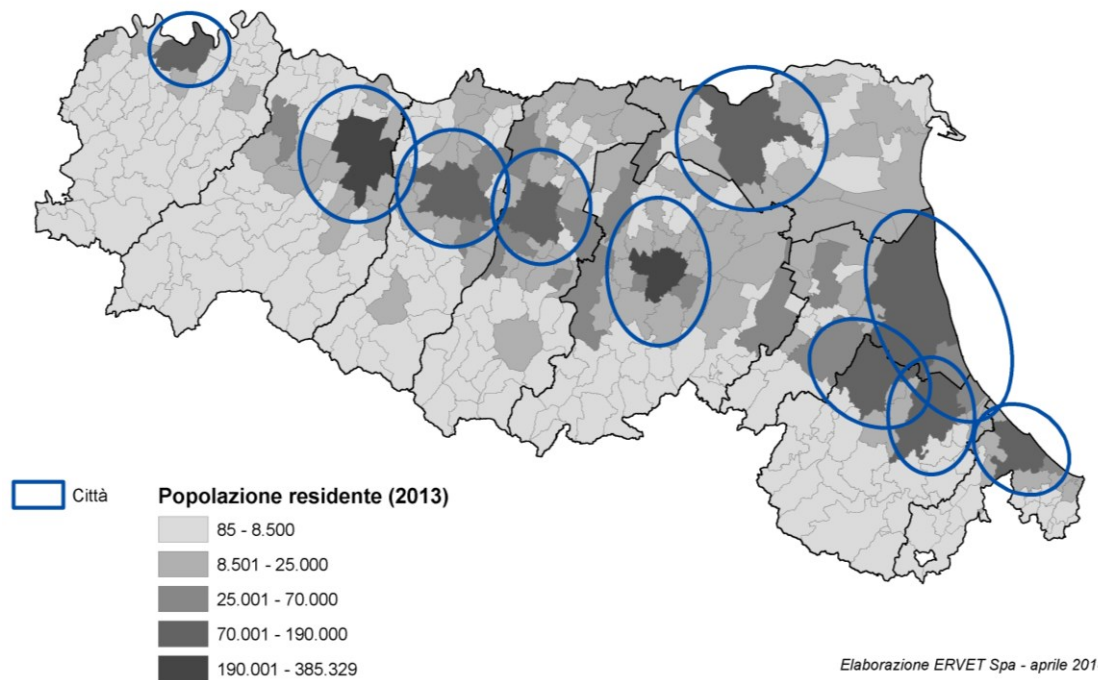 Città
Popolazione residente (2013)
85 - 8.500
8.501 - 25.000
25.001 - 70.000
70.001 - 190.000
190.001 - 385.329
Elaborazione ERVET Spa - aprile 201